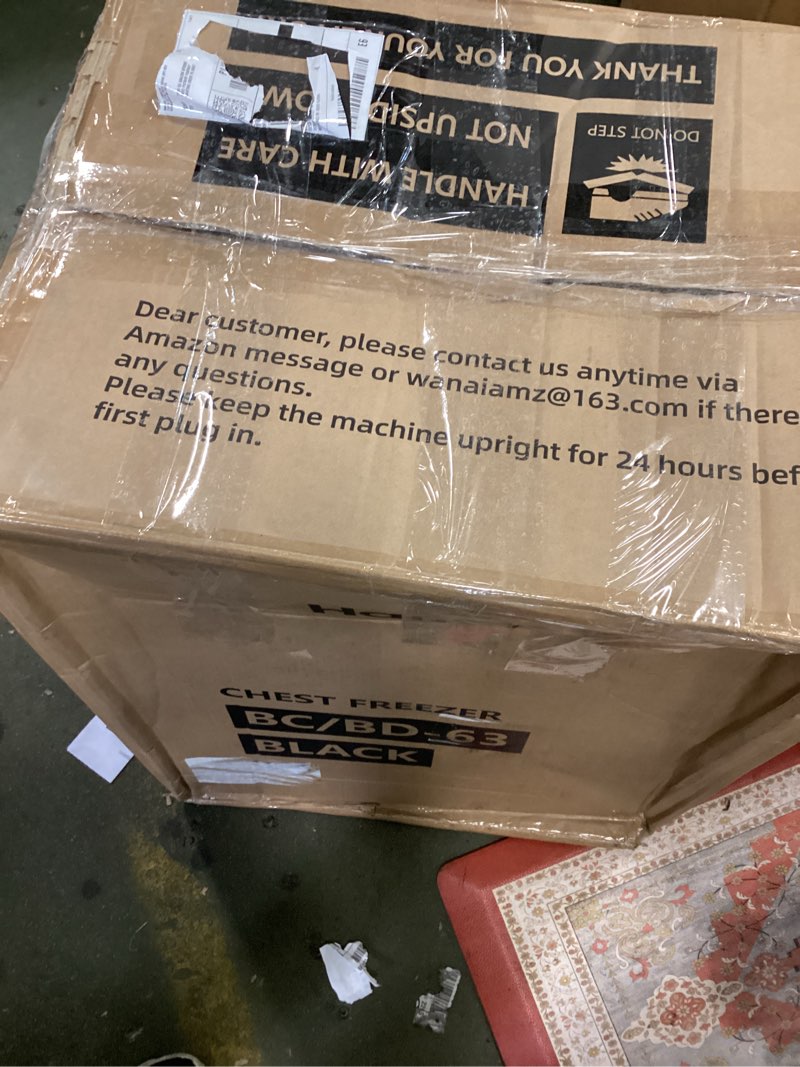 THANK YOU FOR YOU
NOT UPSID
HANDLE WITH CARE
DO NOT STEP
Dear customer, please contact us anytime via
Amazon message or wanaiamz@163.com if there
any questions.
Please keep the machine upright for 24 hours bef
first plug in.
CHEST FREEZER
BC/BD-63
BLACK